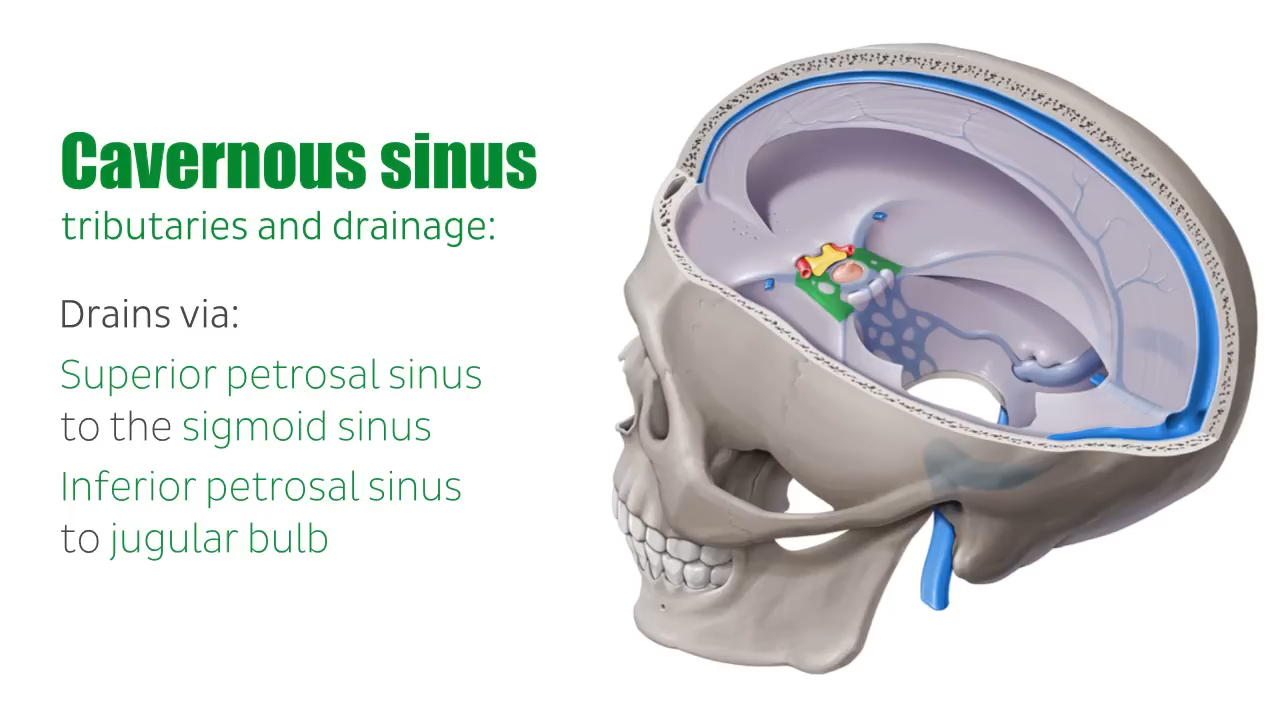 Cavernous sinus
tributaries and drainage:
Drains via:
Superior petrosal sinus
to the sigmoid sinus
Inferior petrosal sinus
to jugular bulb